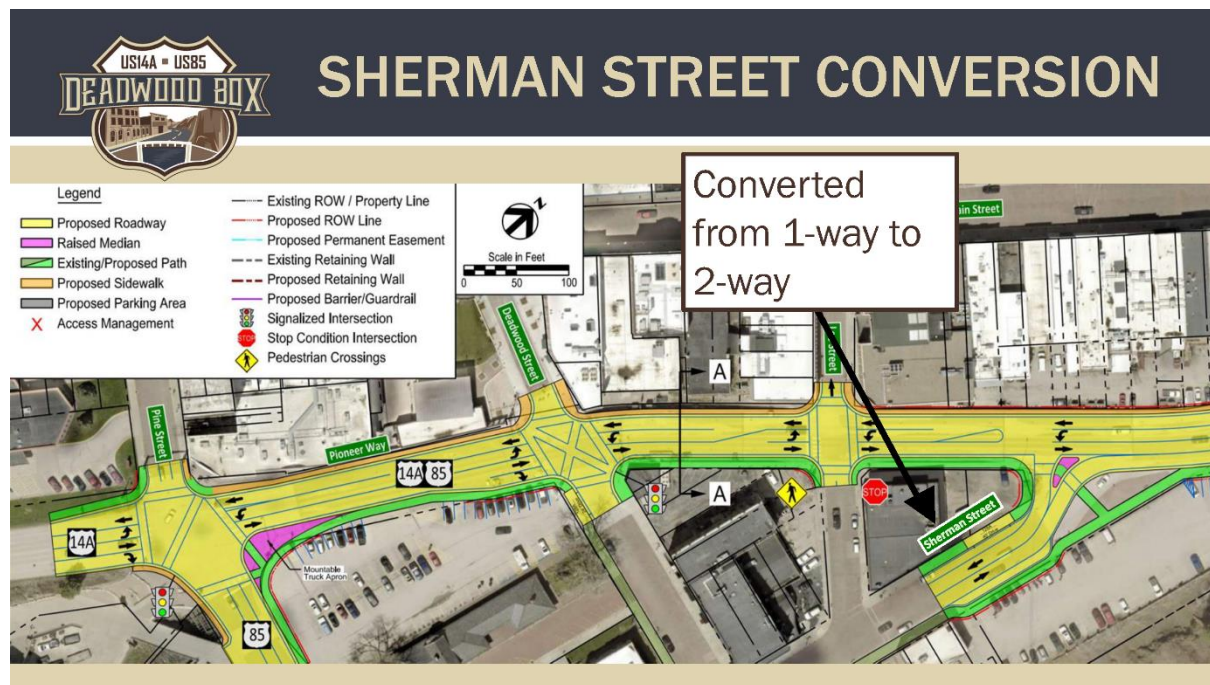 US14A US85
DEADWOOD BOX
SHERMAN STREET CONVERSION
Legend
Proposed Roadway
Raised Median
Existing/Proposed Path
Proposed Sidewalk
Proposed Parking Area
X Access Management
Existing ROW / Property Line
Proposed ROW Line
Proposed Permanent Easement
Existing Retaining Wall
Proposed Retaining Wall
Proposed Barrier/Guardrail
Signalized Intersection
STOP Stop Condition Intersection
Pedestrian Crossings
Z
Scale in Feet
0 50 100
Converted
from 1-way to
2-way
Street
Deadwood Street
Street
A
Pine Street
Pioneer Way
14A 85
A
STOP
Sherman Street
14A
Mountable
Truck Apron
85